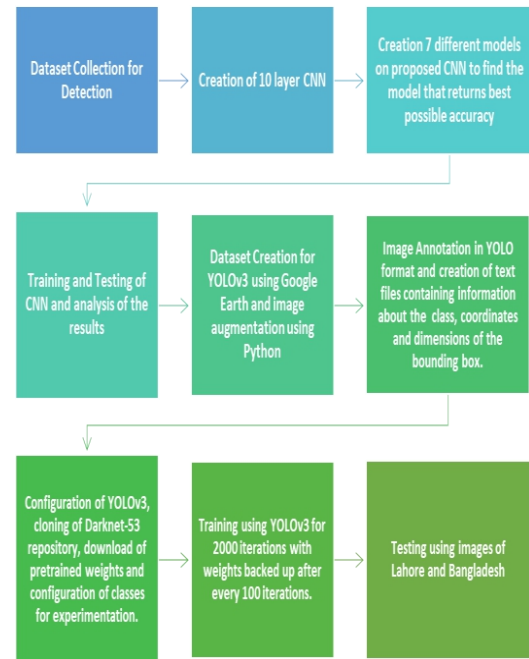 Dataset Collection for
Detection
Creation of 10 layer CNN
Creation 7 different models
on proposed CNN to find the
model that returns best
possible accuracy
Training and Testing of
CNN and analysis of the
results
Dataset Creation for
YOLOv3 using Google
Earth and image
augmentation using
Python
Image Annotation in YOLO
format and creation of text
files containing information
about the class, coordinates
and dimensions of the
bounding box.
Configuration of YOLOv3,
cloning of Darknet-53
repository, download of
pretrained weights and
configuration of classes
for experimentation.
Training using YOLOv3 for
2000 iterations with
weights backed up after
every 100 iterations.
Testing using images of
Lahore and Bangladesh